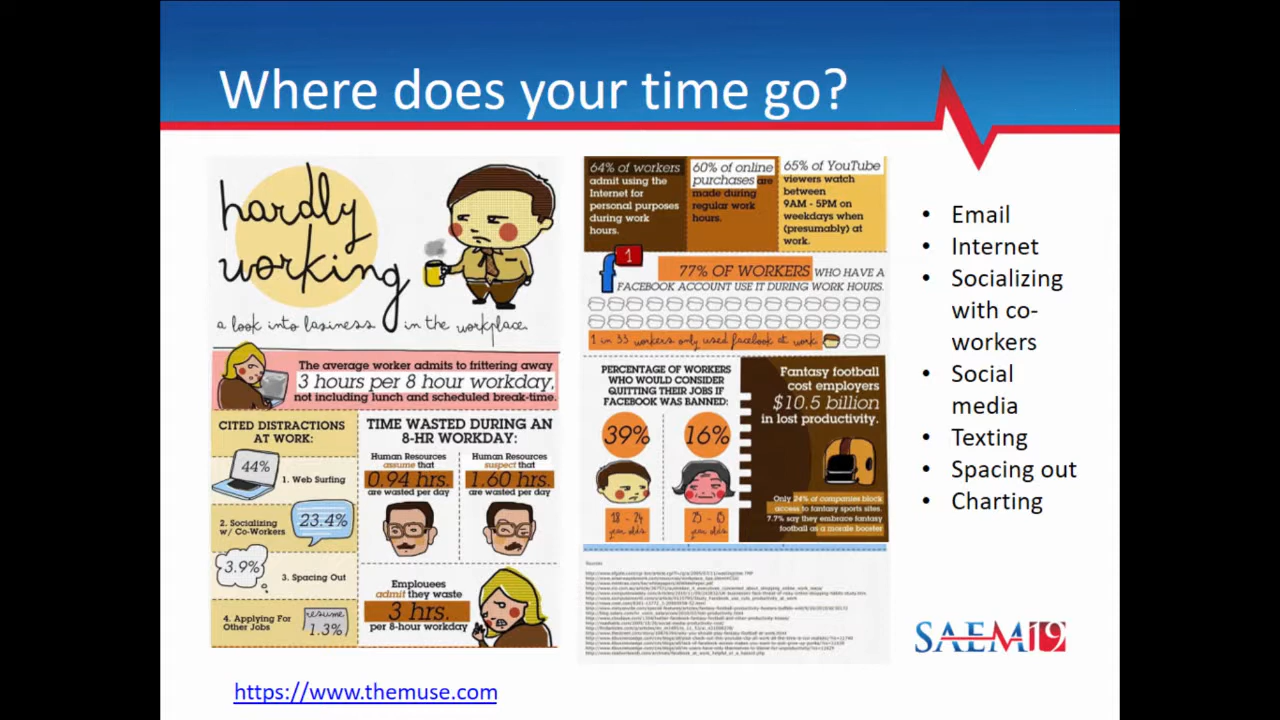 Where does your time go?
hardly
working
a look into laziness in the workplace.
The average worker admits to frittering away
3 hours per 8 hour workday,
not including lunch and scheduled break-time.
CITED DISTRACTIONS
AT WORK:
44%
1. Web Surfing
2. Socializing
w/ Co-Workers
23.4%
3.9%
3. Spacing Out
4. Applying For
Other Jobs
resume
1.3%
TIME WASTED DURING AN
8-HR WORKDAY:
Human Resources
assume that
0.94 hrs.
are wasted per day
Human Resources
suspect that
1.60 hrs.
are wasted per day
Employees
admit they waste
3 hrs.
per 8-hour workday
64% of workers
admit using the
Internet for
personal purposes
during work
hours.
60% of online
purchases are
made during
regular work
hours.
65% of YouTube
viewers watch
between
9AM - 5PM on
weekdays when
(presumably) at
work.
1
77% OF WORKERS WHO HAVE A
FACEBOOK ACCOUNT USE IT DURING WORK HOURS.
1 in 33 workers only used facebook at work
PERCENTAGE OF WORKERS
WHO WOULD CONSIDER
QUITTING THEIR JOBS IF
FACEBOOK WAS BANNED:
39%
16%
18 - 24
year olds
year olds
Fantasy football
cost employers
$10.5 billion
in lost productivity.
Only 24% of companies block
access to fantasy sports sites.
7.7% say they embrace fantasy
football as a morale booster
Sources
• Email
• Internet
• Socializing
with co-
workers
• Social
media
• Texting
• Spacing out
• Charting
SAEM19
https://www.themuse.com